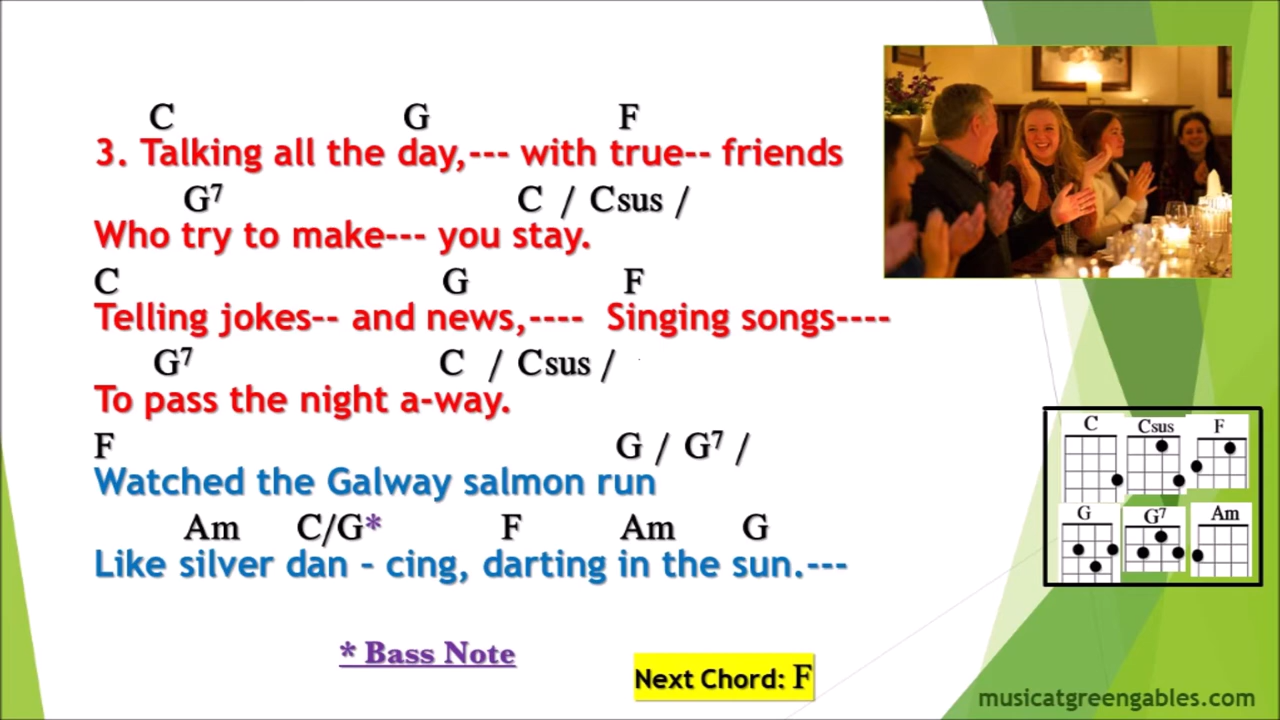 C G F
3. Talking all the day,--- with true-- friends
G7 C / Csus /
Who try to make--- you stay.
C G F
Telling jokes-- and news,---- Singing songs----
G7 C / Csus /
To pass the night a-way.
F G / G7 /
Watched the Galway salmon run
Am C/G* F Am G
Like silver dan - cing, darting in the sun.---
* Bass Note
Next Chord: F
C Csus F
G G7 Am
musicatgreengables.com